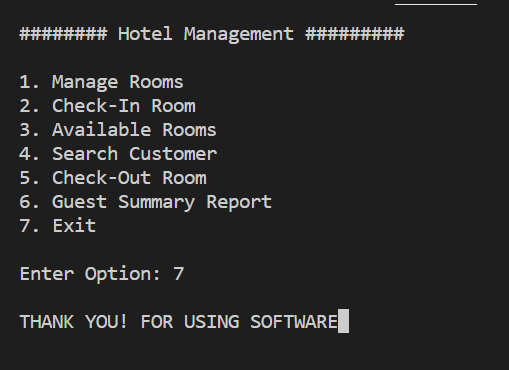 ######## Hotel Management #########
1. Manage Rooms
2. Check-In Room
3. Available Rooms
4. Search Customer
5. Check-Out Room
6. Guest Summary Report
7. Exit
Enter Option: 7
THANK YOU! FOR USING SOFTWARE